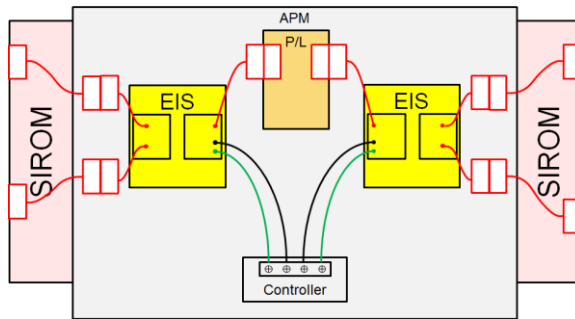 APM
P/L
EIS
EIS
SIROM
SIROM
Controller